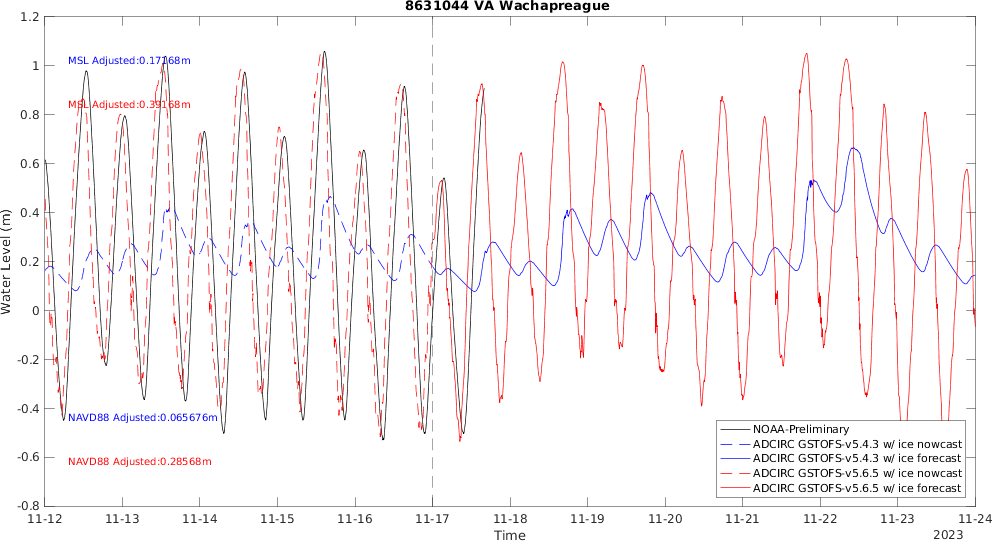 8631044 VA Wachapreague
1.2
1
0.8
0.6
0.4
0.2
0
-0.2
-0.4
-0.6
-0.8
Water Level (m)
MSL Adjusted:0.17168m
MSL Adjusted:0.39168m
NAVD88 Adjusted:0.065676m
NAVD88 Adjusted:0.28568m
NOAA-Preliminary
ADCIRC GSTOFS-v5.4.3 w/ ice nowcast
ADCIRC GSTOFS-v5.4.3 w/ ice forecast
ADCIRC GSTOFS-v5.6.5 w/ ice nowcast
ADCIRC GSTOFS-v5.6.5 w/ ice forecast
11-12 11-13 11-14 11-15 11-16 11-17 11-18 11-19 11-20 11-21 11-22 11-23 11-24
Time
2023